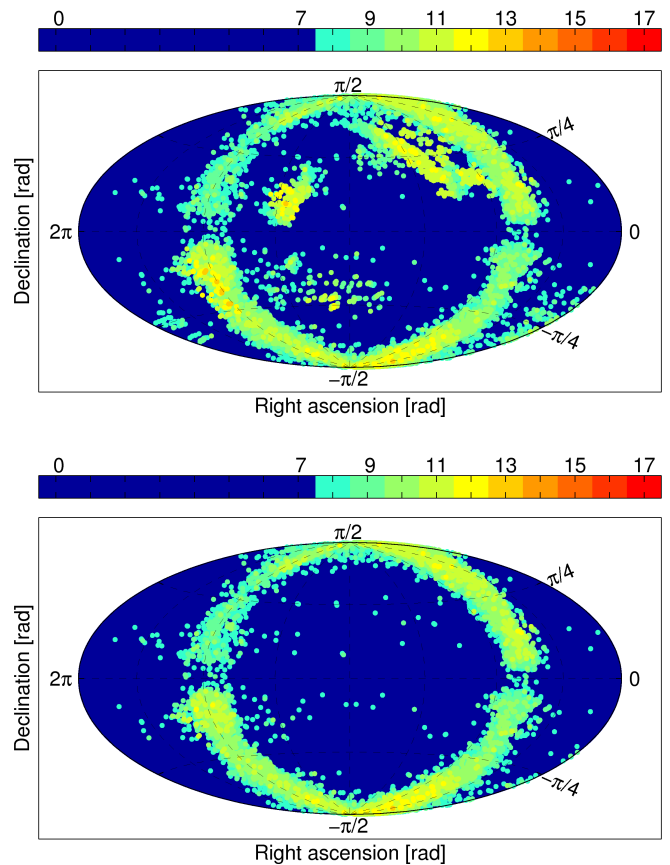 0 7 9 11 13 15 17
π/2
π/4
Declination [rad]
2π
0
−π/4
−π/2
Right ascension [rad]
0 7 9 11 13 15 17
π/2
π/4
Declination [rad]
2π
0
−π/4
−π/2
Right ascension [rad]